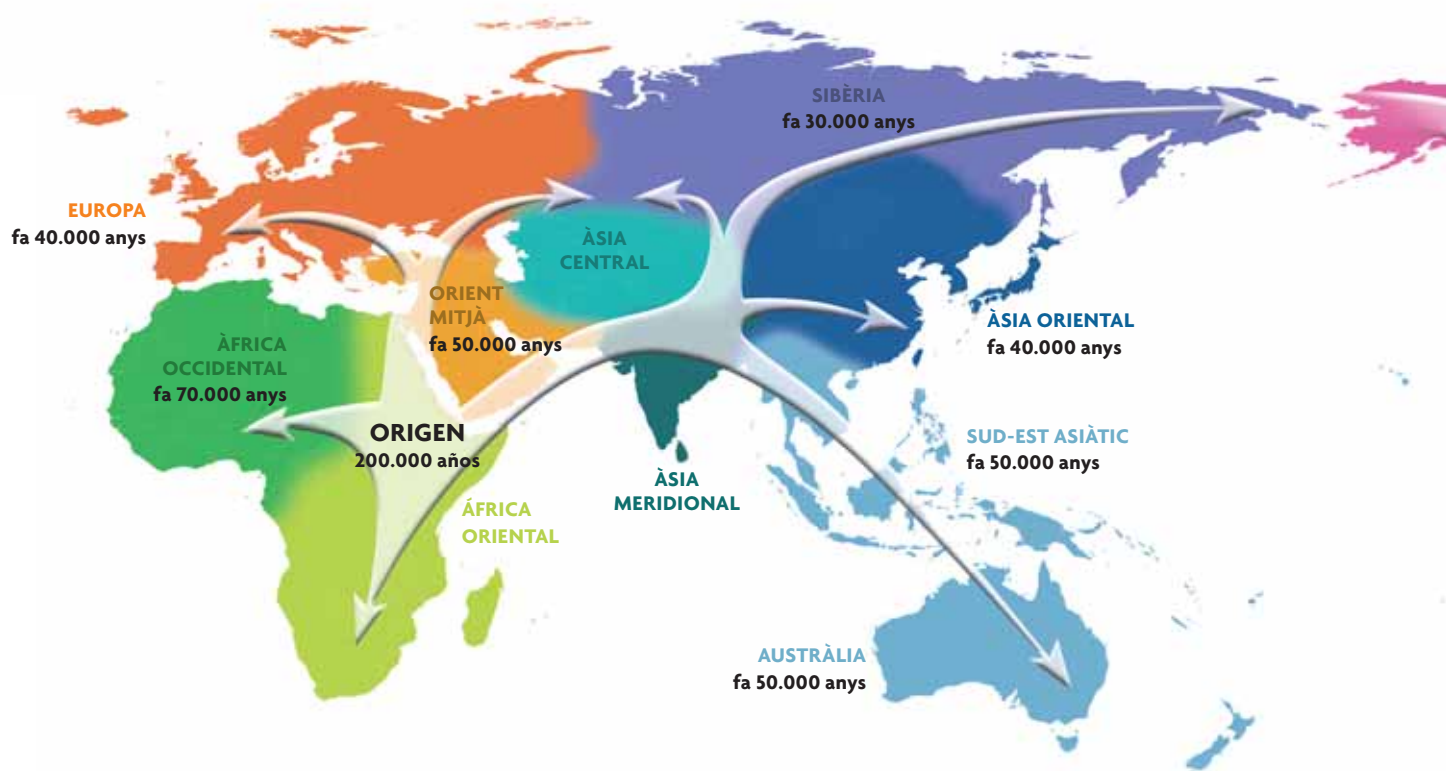 SIBÈRIA
fa 30.000 anys
EUROPA
fa 40.000 anys
ÀSIA
CENTRAL
ORIENT
MITJÀ
fa 50.000 anys
ÀFRICA
OCCIDENTAL
fa 70.000 anys
ÀSIA ORIENTAL
fa 40.000 anys
ORIGEN
200.000 años
SUD-EST ASIÀTIC
fa 50.000 anys
ÀSIA
MERIDIONAL
ÁFRICA
ORIENTAL
AUSTRÀLIA
fa 50.000 anys